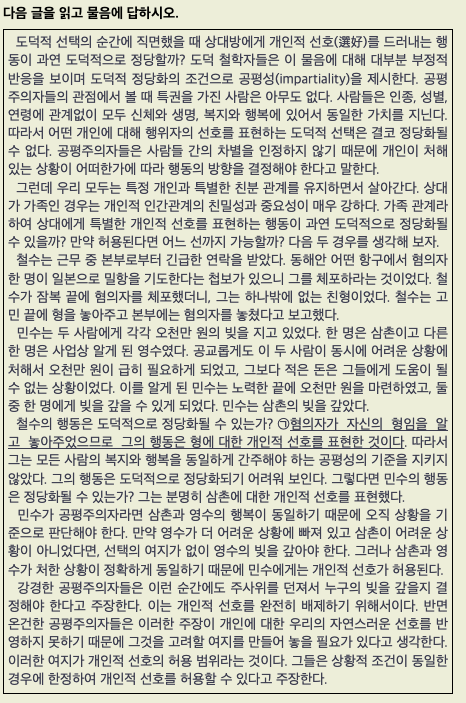 다음 글을 읽고 물음에 답하시오.
도덕적 선택의 순간에 직면했을 때 상대방에게 개인적 선호(選好)를 드러내는 행
동이 과연 도덕적으로 정당할까? 도덕 철학자들은 이 물음에 대해 대부분 부정적
반응을 보이며 도덕적 정당화의 조건으로 공평성(impartiality)을 제시한다. 공평
주의자들의 관점에서 볼 때 특권을 가진 사람은 아무도 없다. 사람들은 인종, 성별,
연령에 관계없이 모두 신체와 생명, 복지와 행복에 있어서 동일한 가치를 지닌다.
따라서 어떤 개인에 대해 행위자의 선호를 표현하는 도덕적 선택은 결코 정당화될
수 없다. 공평주의자들은 사람들 간의 차별을 인정하지 않기 때문에 개인이 처해
있는 상황이 어떠한가에 따라 행동의 방향을 결정해야 한다고 말한다.
그런데 우리 모두는 특정 개인과 특별한 친분 관계를 유지하면서 살아간다. 상대
가 가족인 경우는 개인적 인간관계의 친밀성과 중요성이 매우 강하다. 가족 관계라
하여 상대에게 특별한 개인적 선호를 표현하는 행동이 과연 도덕적으로 정당화될
수 있을까? 만약 허용된다면 어느 선까지 가능할까? 다음 두 경우를 생각해 보자.
철수는 근무 중 본부로부터 긴급한 연락을 받았다. 동해안 어떤 항구에서 혐의자
한 명이 일본으로 밀항을 기도한다는 첩보가 있으니 그를 체포하라는 것이었다. 철
수가 잠복 끝에 혐의자를 체포했더니, 그는 하나밖에 없는 친형이었다. 철수는 고
민 끝에 형을 놓아주고 본부에는 혐의자를 놓쳤다고 보고했다.
민수는 두 사람에게 각각 오천만 원의 빚을 지고 있었다. 한 명은 삼촌이고 다른
한 명은 사업상 알게 된 영수였다. 공교롭게도 이 두 사람이 동시에 어려운 상황에
처해서 오천만 원이 급히 필요하게 되었고, 그보다 적은 돈은 그들에게 도움이 될
수 없는 상황이었다. 이를 알게 된 민수는 노력한 끝에 오천만 원을 마련하였고, 둘
중 한 명에게 빚을 갚을 수 있게 되었다. 민수는 삼촌의 빚을 갚았다.
철수의 행동은 도덕적으로 정당화될 수 있는가? ㉠혐의자가 자신의 형임을 알
고 놓아주었으므로 그의 행동은 형에 대한 개인적 선호를 표현한 것이다. 따라서
그는 모든 사람의 복지와 행복을 동일하게 간주해야 하는 공평성의 기준을 지키지
않았다. 그의 행동은 도덕적으로 정당화되기 어려워 보인다. 그렇다면 민수의 행동
은 정당화될 수 있는가? 그는 분명히 삼촌에 대한 개인적 선호를 표현했다.
민수가 공평주의자라면 삼촌과 영수의 행복이 동일하기 때문에 오직 상황을 기
준으로 판단해야 한다. 만약 영수가 더 어려운 상황에 빠져 있고 삼촌이 어려운 상
황이 아니었다면, 선택의 여지가 없이 영수의 빚을 갚아야 한다. 그러나 삼촌과 영
수가 처한 상황이 정확하게 동일하기 때문에 민수에게는 개인적 선호가 허용된다.
강경한 공평주의자들은 이런 순간에도 주사위를 던져서 누구의 빚을 갚을지 결
정해야 한다고 주장한다. 이는 개인적 선호를 완전히 배제하기 위해서이다. 반면
온건한 공평주의자들은 이러한 주장이 개인에 대한 우리의 자연스러운 선호를 반
영하지 못하기 때문에 그것을 고려할 여지를 만들어 놓을 필요가 있다고 생각한다.
이러한 여지가 개인적 선호의 허용 범위라는 것이다. 그들은 상황적 조건이 동일한
경우에 한정하여 개인적 선호를 허용할 수 있다고 주장한다.